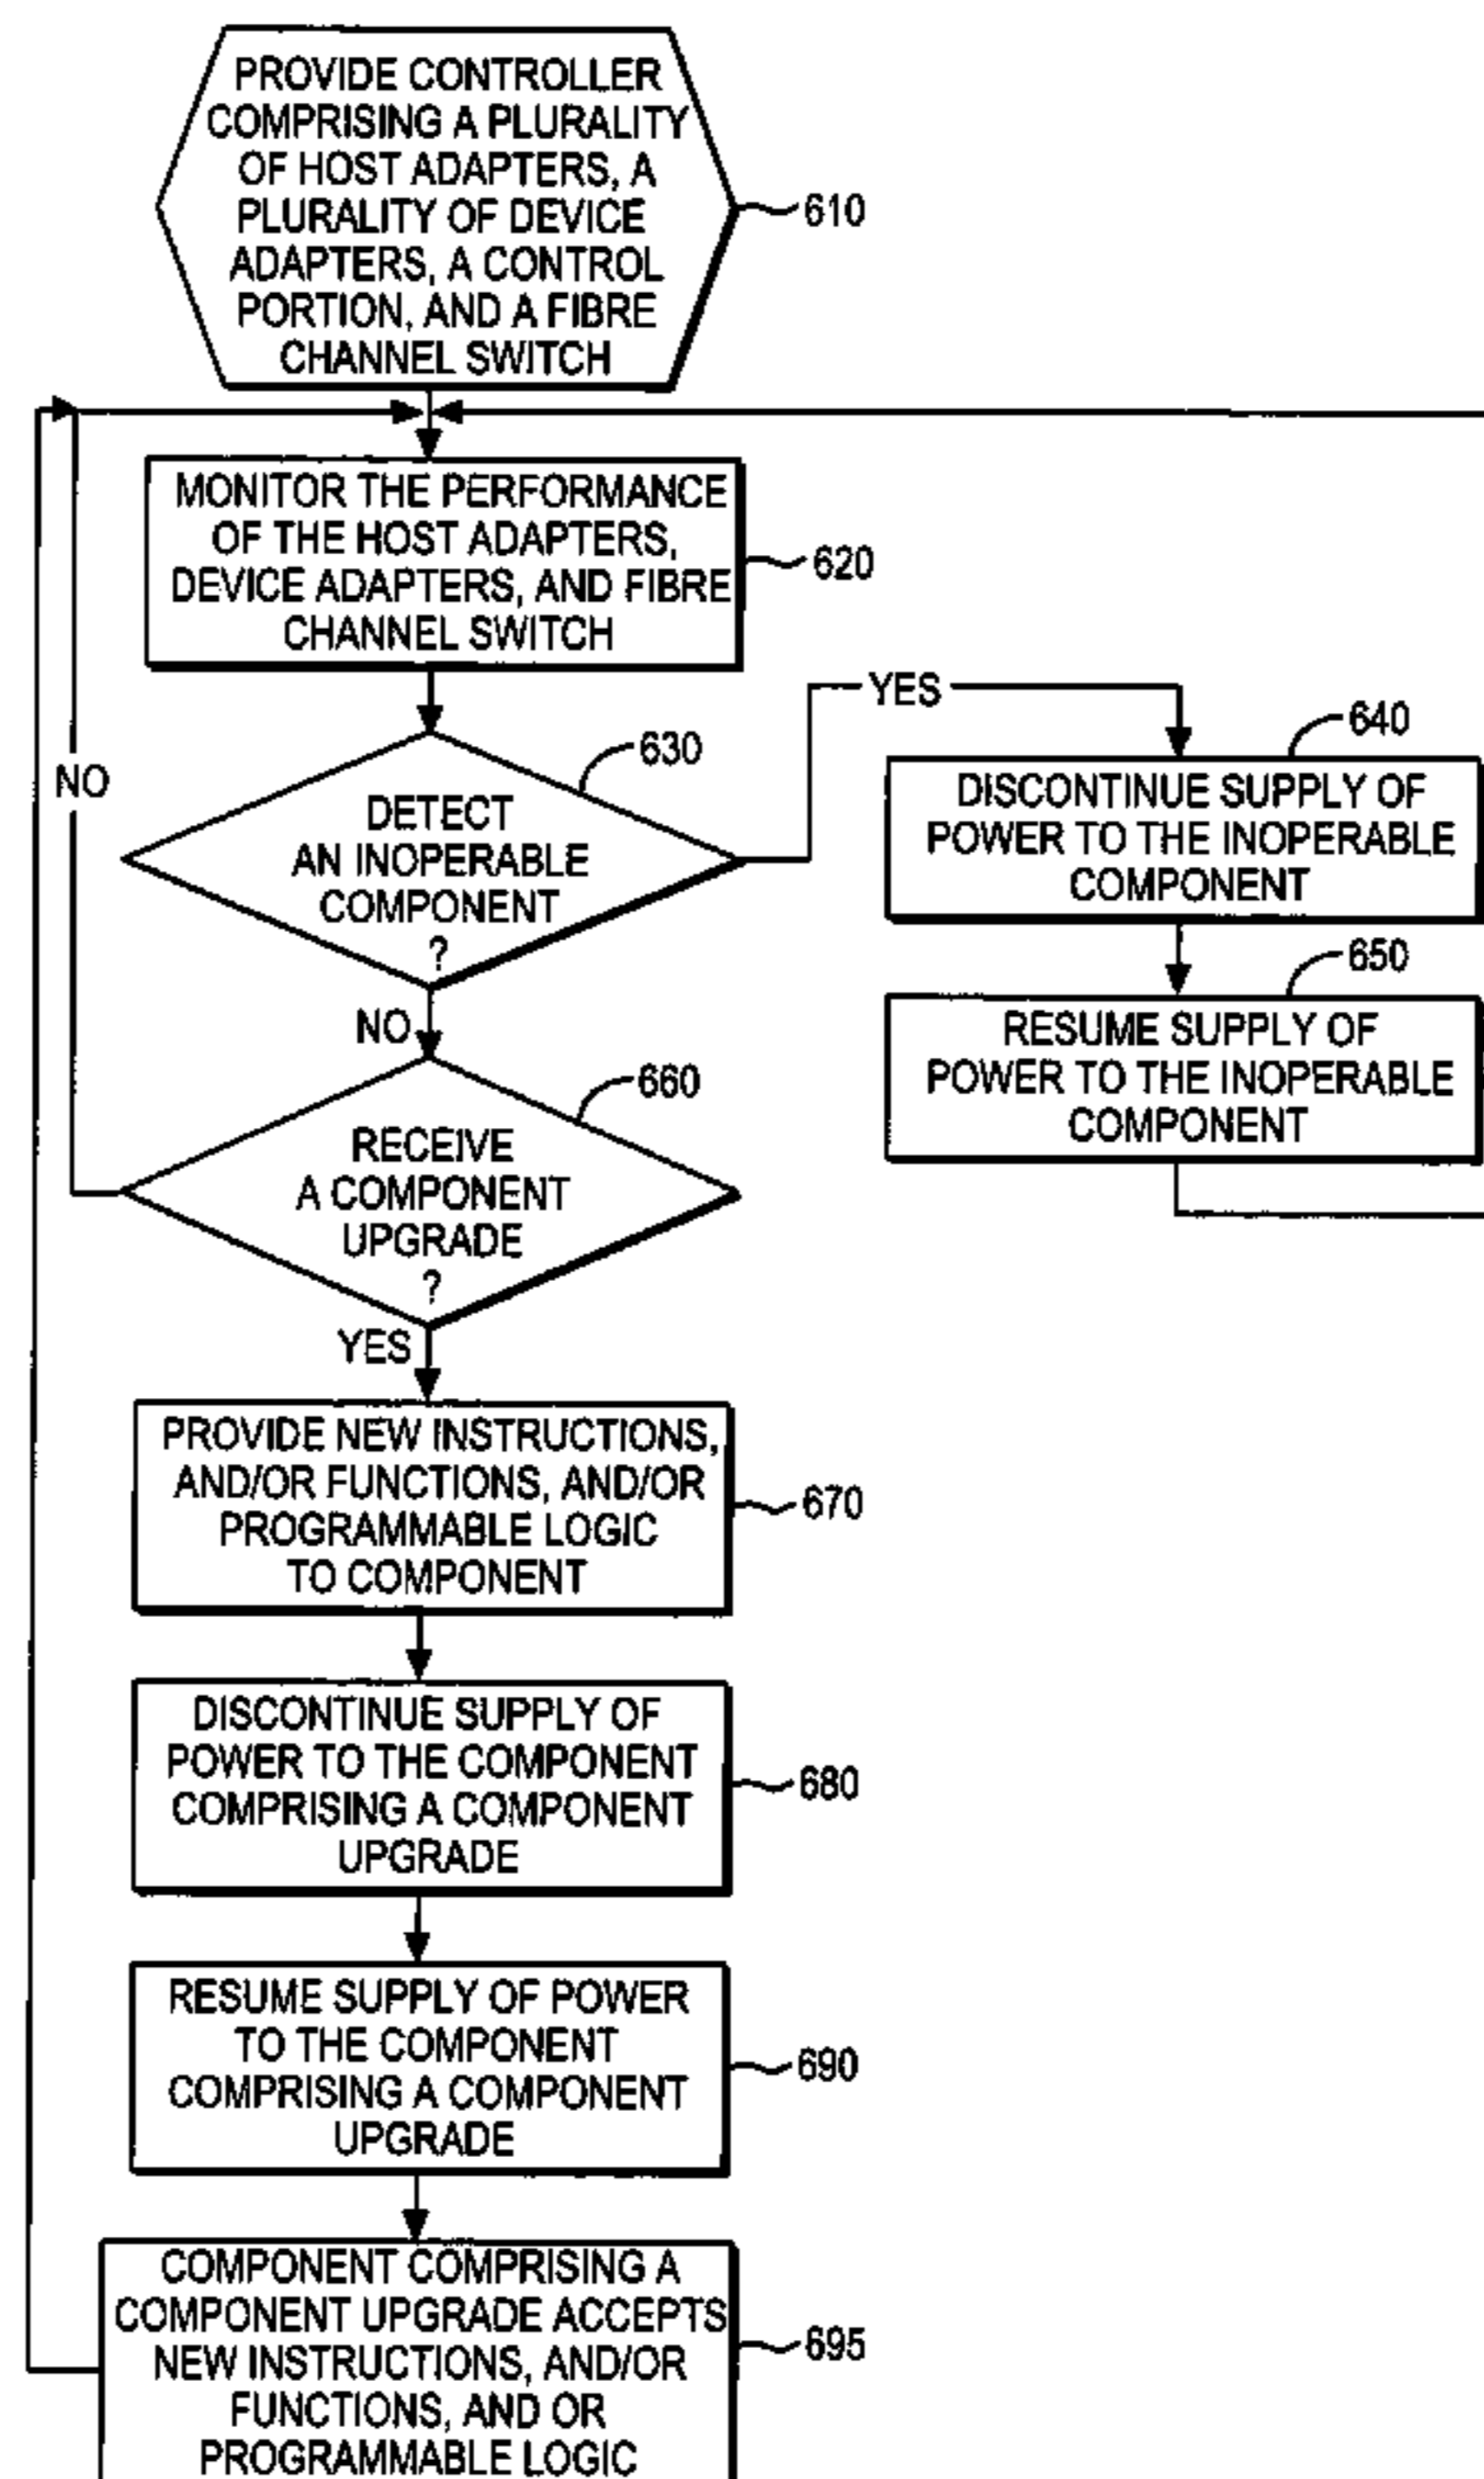 PROVIDE CONTROLLER
COMPRISING A PLURALITY
OF HOST ADAPTERS, A
PLURALITY OF DEVICE
ADAPTERS, A CONTROL
PORTION, AND A FIBRE
CHANNEL SWITCH
610
MONITOR THE PERFORMANCE
OF THE HOST ADAPTERS,
DEVICE ADAPTERS, AND FIBRE
CHANNEL SWITCH
620
YES
640
DISCONTINUE SUPPLY OF
POWER TO THE INOPERABLE
COMPONENT
630
DETECT
AN INOPERABLE
COMPONENT
?
NO
NO
650
RESUME SUPPLY OF
POWER TO THE INOPERABLE
COMPONENT
660
RECEIVE
A COMPONENT
UPGRADE
?
YES
PROVIDE NEW INSTRUCTIONS,
AND/OR FUNCTIONS, AND/OR
PROGRAMMABLE LOGIC
TO COMPONENT
670
DISCONTINUE SUPPLY OF
POWER TO THE COMPONENT
COMPRISING A COMPONENT
UPGRADE
680
RESUME SUPPLY OF POWER
TO THE COMPONENT
COMPRISING A COMPONENT
UPGRADE
690
COMPONENT COMPRISING A
COMPONENT UPGRADE ACCEPTS
NEW INSTRUCTIONS, AND/OR
FUNCTIONS, AND OR
PROGRAMMABLE LOGIC
695